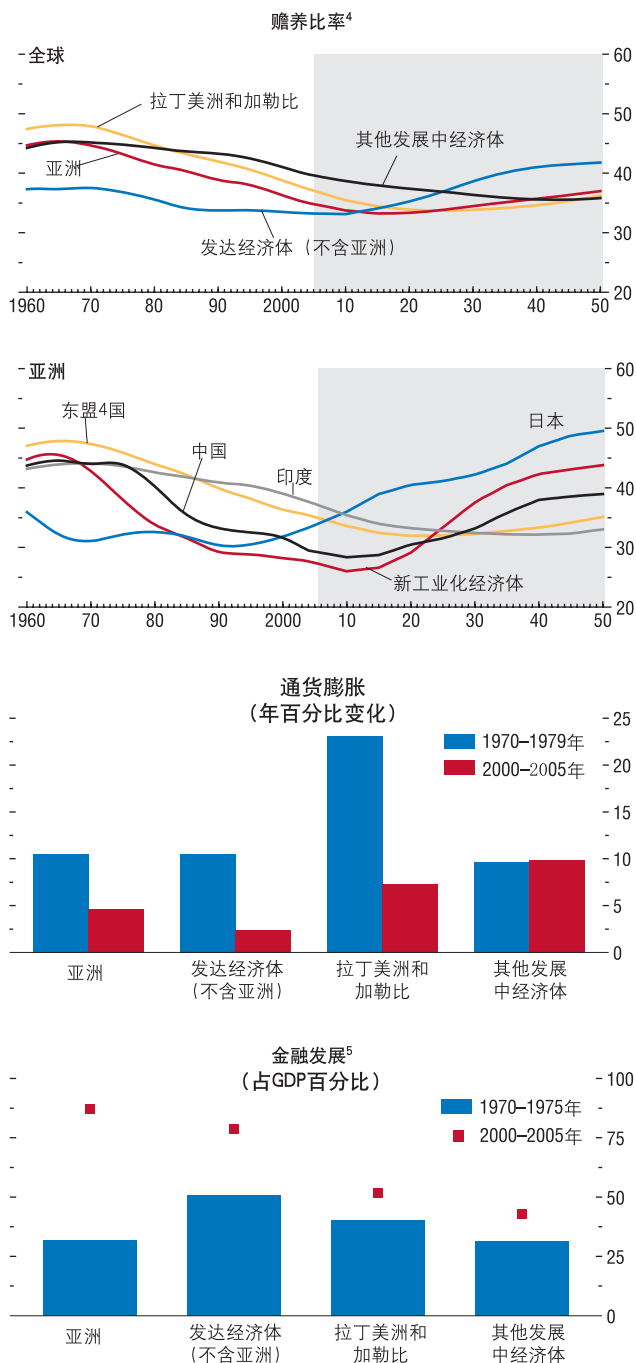 赡养比率4
全球
60
拉丁美洲和加勒比
50
其他发展中经济体
亚洲
40
发达经济体（不含亚洲）
30
20
1960 70 80 90 2000 10 20 30 40 50
亚洲
60
东盟4国
日本
50
中国
印度
40
30
新工业化经济体
20
1960 70 80 90 2000 10 20 30 40 50
通货膨胀
（年百分比变化）
25
1970–1979年
2000–2005年
20
15
10
5
0
亚洲
发达经济体
（不含亚洲）
拉丁美洲和
加勒比
其他发展
中经济体
金融发展5
（占GDP百分比）
100
1970–1975年
2000–2005年
75
50
25
0
亚洲
发达经济体
（不含亚洲）
拉丁美洲和
加勒比
其他发展
中经济体